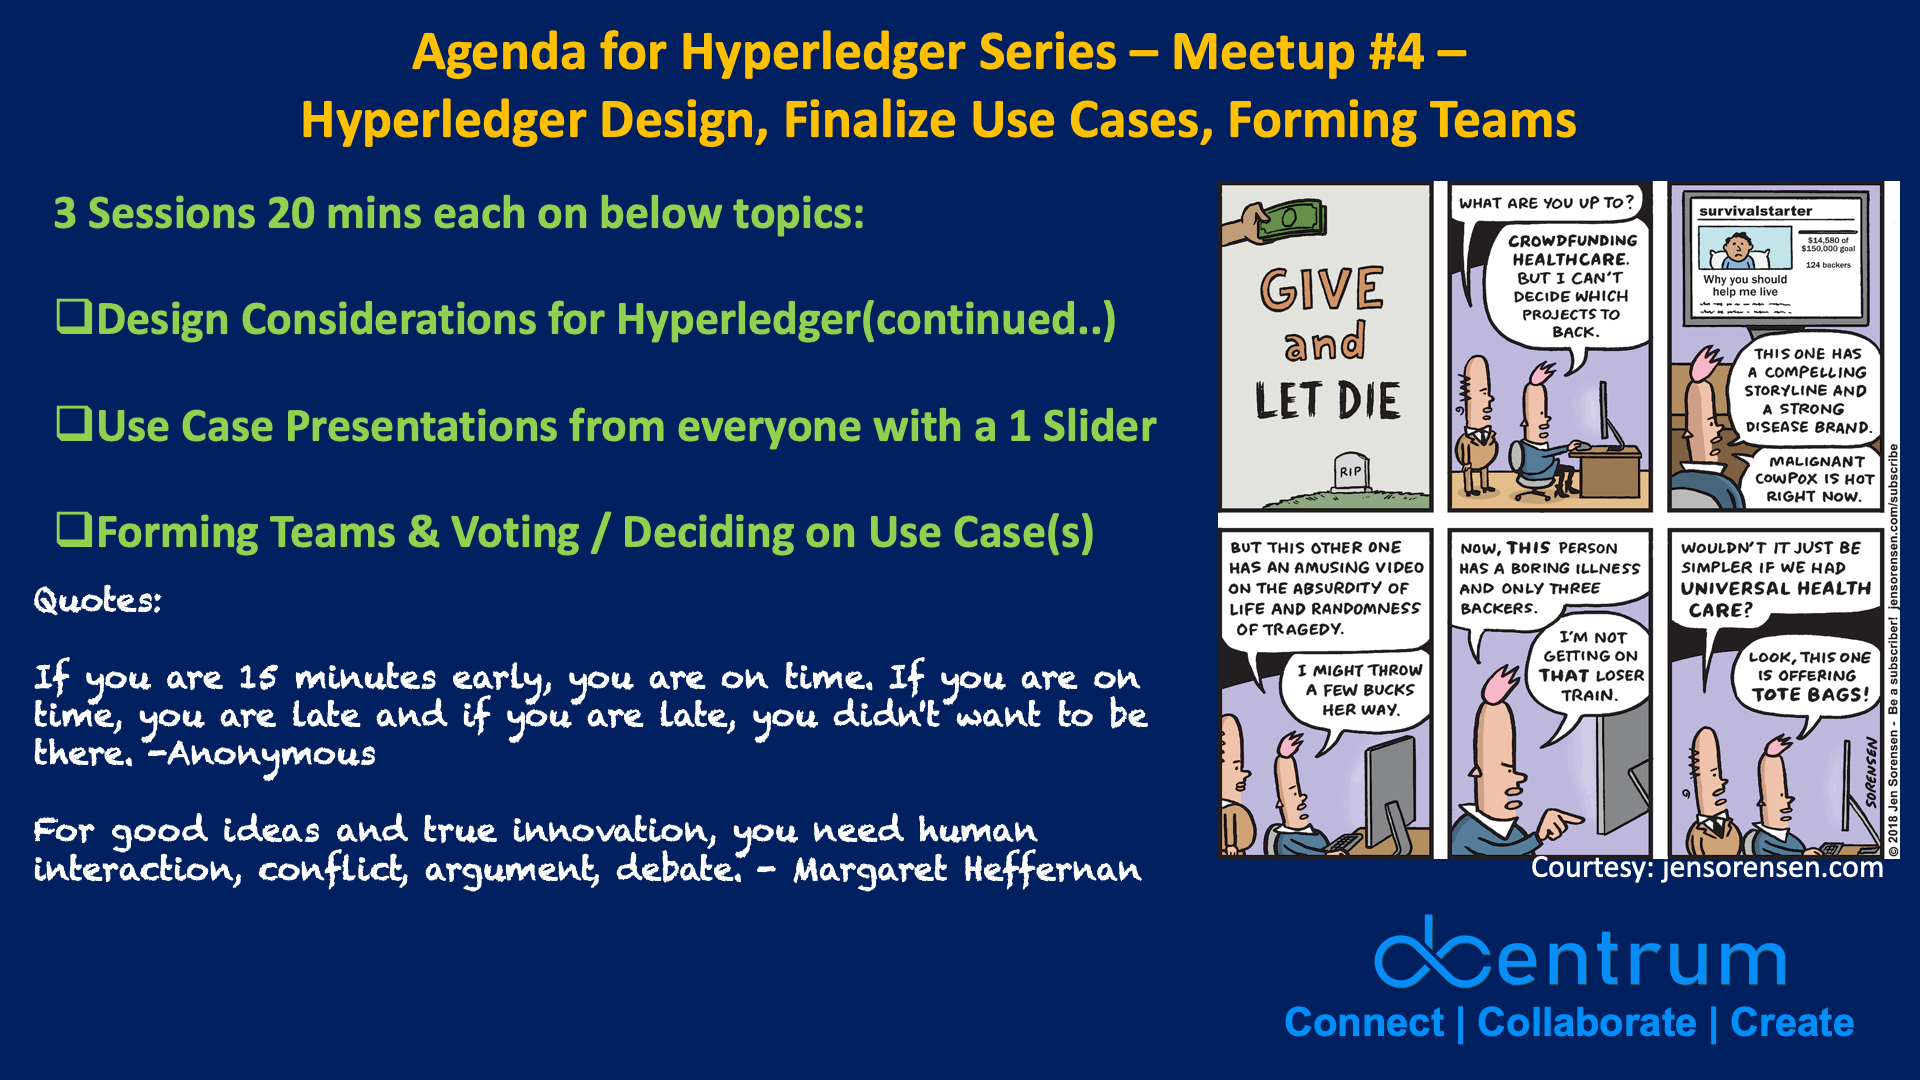 Agenda for Hyperledger Series – Meetup #4 –
Hyperledger Design, Finalize Use Cases, Forming Teams
3 Sessions 20 mins each on below topics:
❑Design Considerations for Hyperledger(continued..)
❑Use Case Presentations from everyone with a 1 Slider
❑Forming Teams & Voting / Deciding on Use Case(s)
Quotes:
If you are 15 minutes early, you are on time. If you are on
time, you are late and if you are late, you didn't want to be
there. -Anonymous
For good ideas and true innovation, you need human
interaction, conflict, argument, debate. - Margaret Heffernan
GIVE
and
LET DIE
RIP
WHAT ARE YOU UP TO?
CROWDFUNDING
HEALTHCARE.
BUT I CAN'T
DECIDE WHICH
PROJECTS TO
BACK.
survivalstarter
$14,580 of
$150,000 goal
124 backers
Why you should
help me live
THIS ONE HAS
A COMPELLING
STORYLINE AND
A STRONG
DISEASE BRAND.
MALIGNANT
COWPOX IS HOT
RIGHT NOW.
BUT THIS OTHER ONE
HAS AN AMUSING VIDEO
ON THE ABSURDITY OF
LIFE AND RANDOMNESS
OF TRAGEDY.
I MIGHT THROW
A FEW BUCKS
HER WAY.
NOW, THIS PERSON
HAS A BORING ILLNESS
AND ONLY THREE
BACKERS.
I'M NOT
GETTING ON
THAT LOSER
TRAIN.
WOULDN'T IT JUST BE
SIMPLER IF WE HAD
UNIVERSAL HEALTH
CARE?
LOOK, THIS ONE
IS OFFERING
TOTE BAGS!
SORENSEN
© 2018 Jen Sorensen - Be a subscriber! jensorensen.com/subscribe
Courtesy: jensorensen.com
dcentrum
Connect | Collaborate | Create